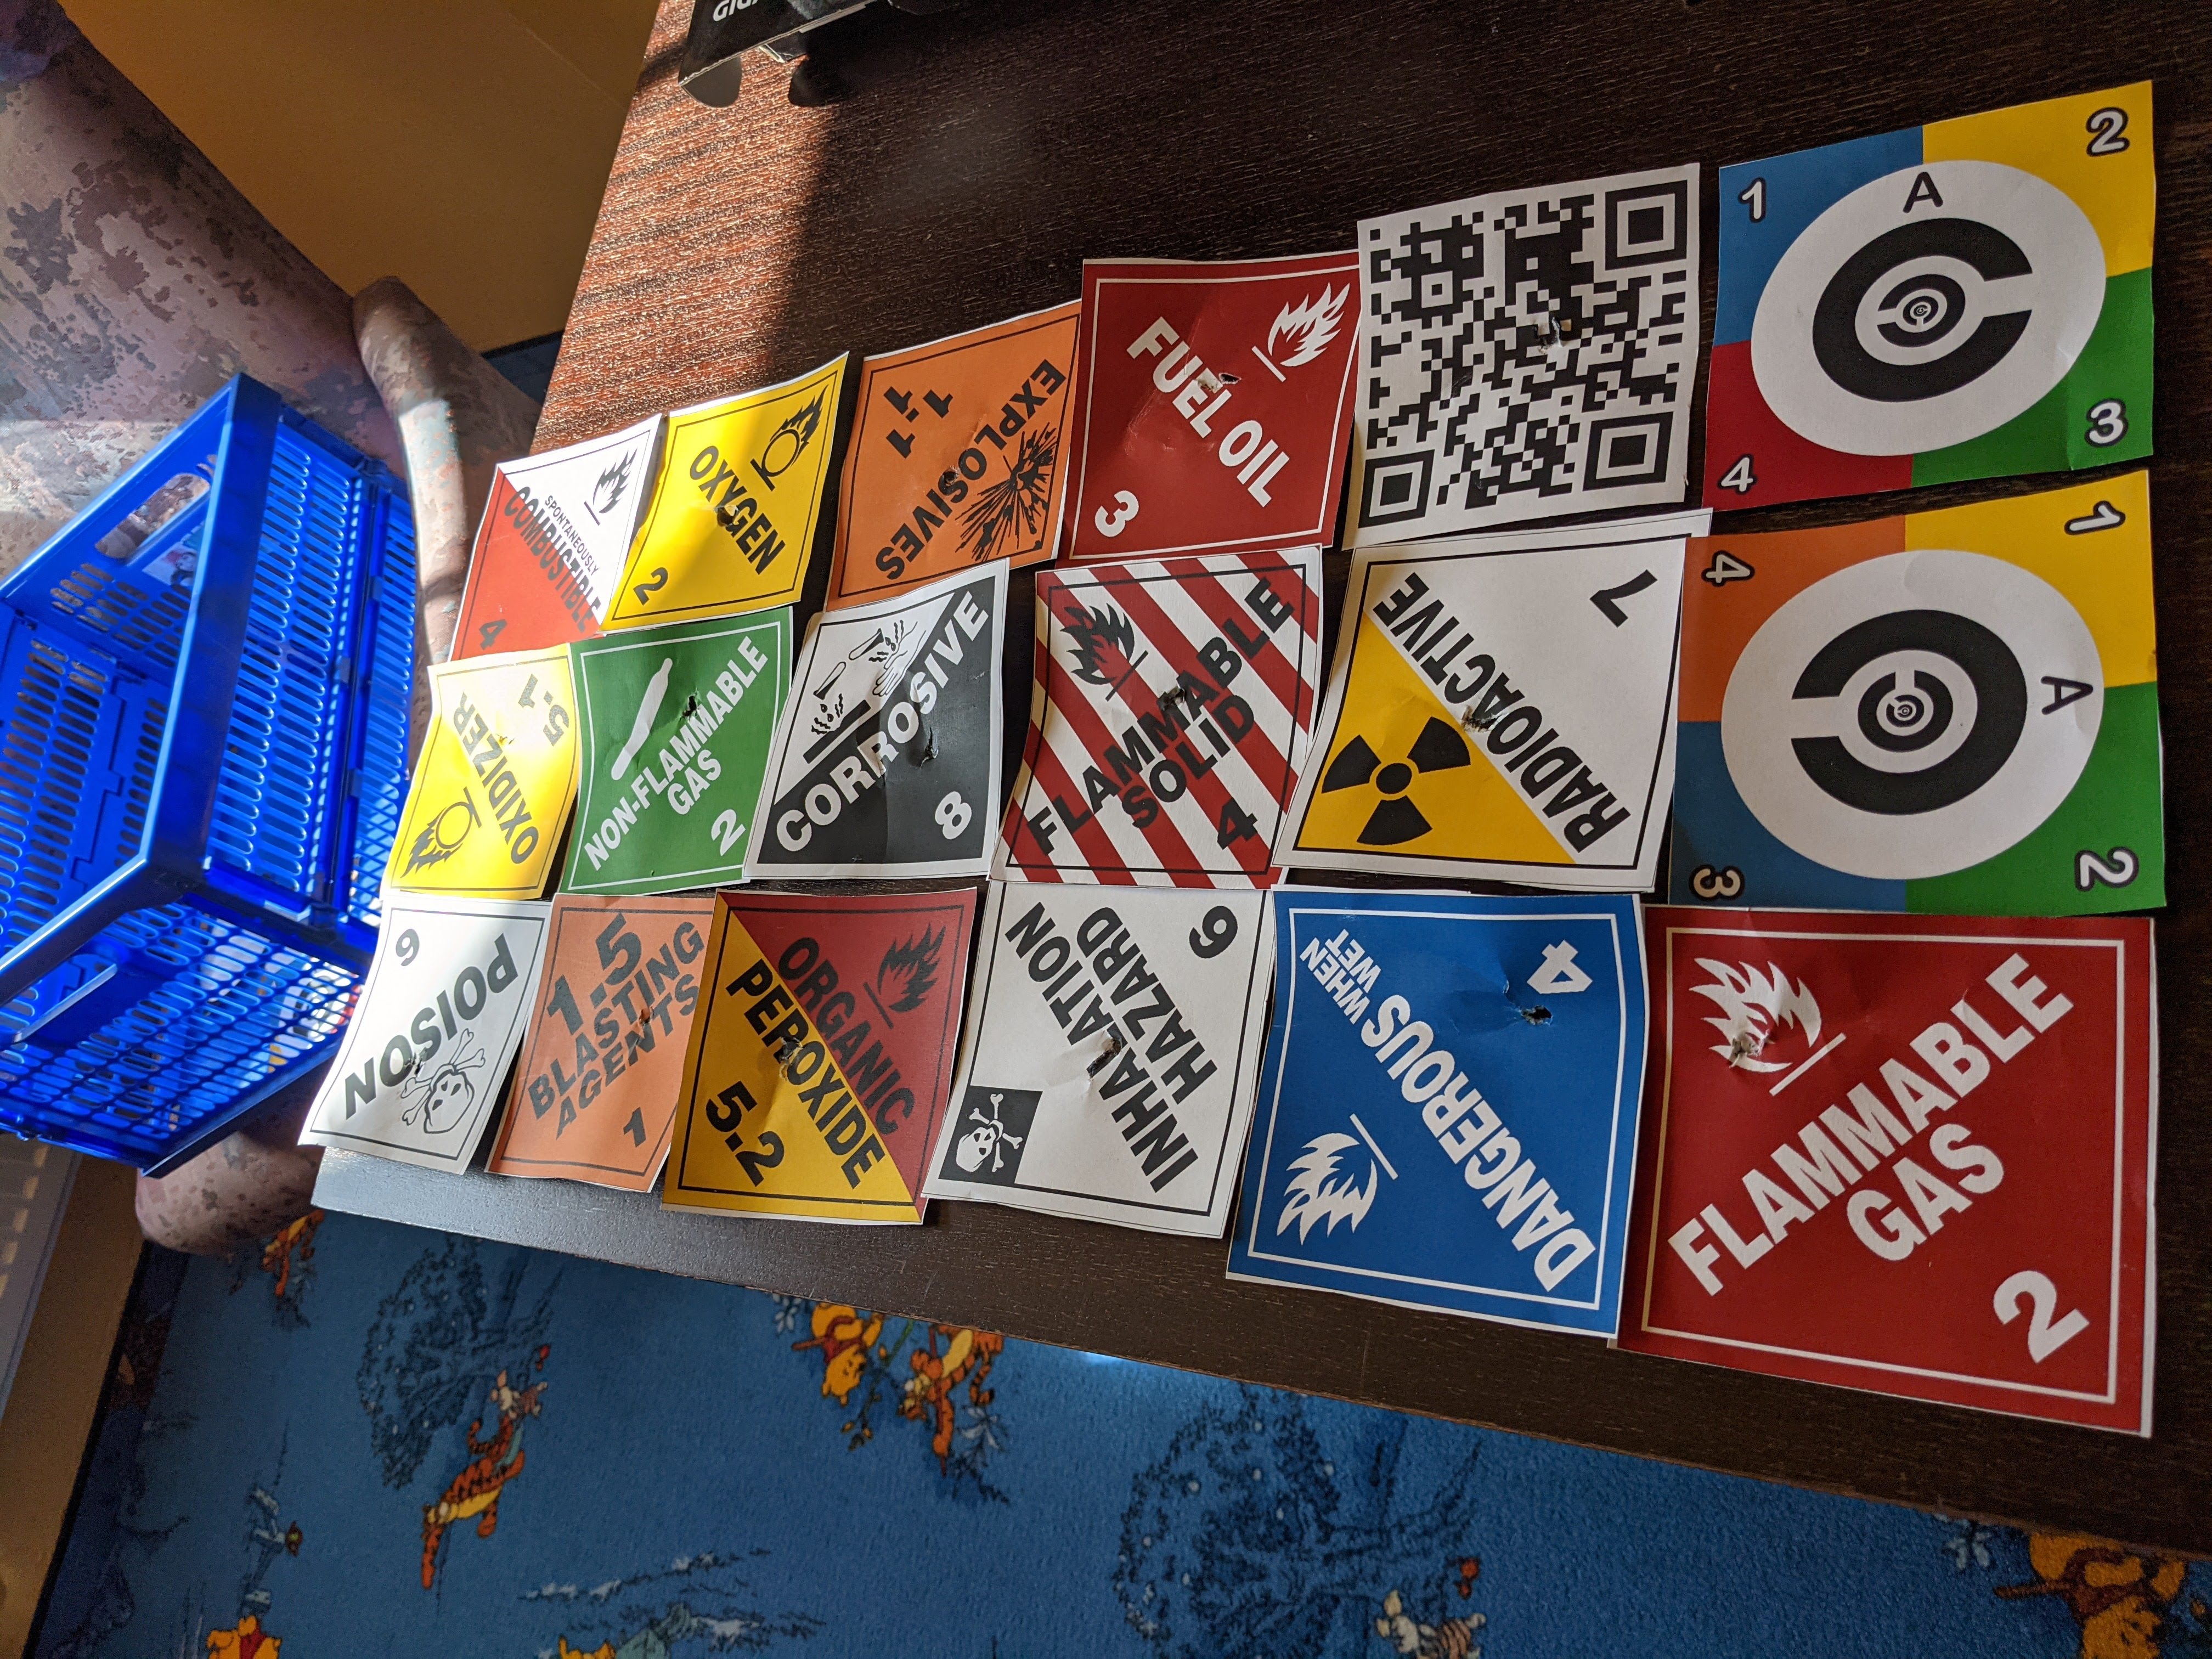 6
POISON
OXIDIZER
5.1
4
SPONTANEOUSLY
COMBUSTIBLE
1.5
BLASTING
AGENTS
1
NON-FLAMMABLE
GAS
2
OXYGEN
2
ORGANIC
PEROXIDE
5.2
CORROSIVE
8
EXPLOSIVES
1.1
1
INHALATION
HAZARD
6
FLAMMABLE
SOLID
4
FUEL OIL
3
DANGEROUS WHEN
WET
4
RADIOACTIVE
7
FLAMMABLE
GAS
2
3
4
A
2
1
4
1
A
3
2